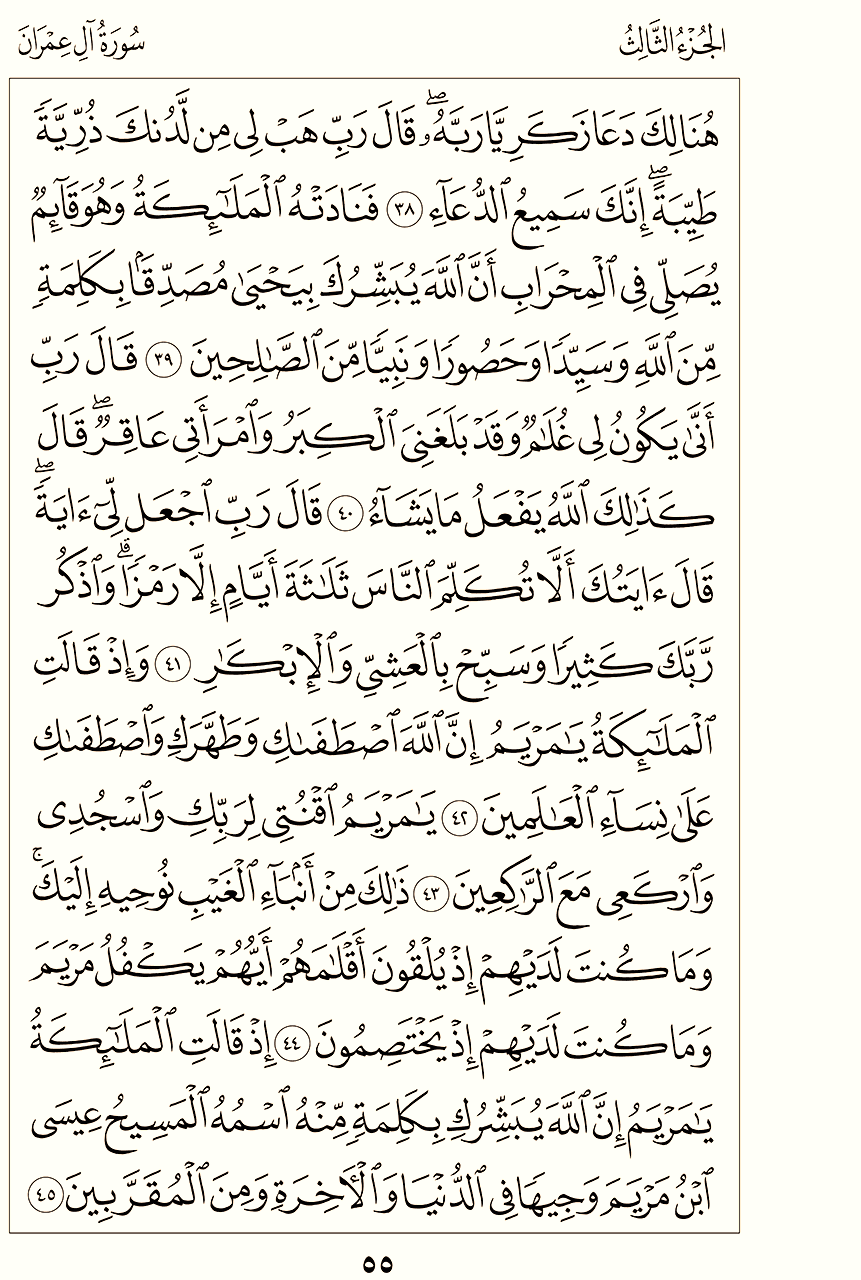 الجُزْءُ الثَّالِثُ
سُورَةُ آلِ عِمْرَانَ
هُنَالِكَ دَعَا زَكَرِيَّا رَبَّهُۥۖ قَالَ رَبِّ هَبْ لِى مِن لَّدُنكَ ذُرِّيَّةً
طَيِّبَةًۖ إِنَّكَ سَمِيعُ ٱلدُّعَآءِ ٣٨ فَنَادَتْهُ ٱلْمَلَٰٓئِكَةُ وَهُوَ قَآئِمٌ
يُصَلِّى فِى ٱلْمِحْرَابِ أَنَّ ٱللَّهَ يُبَشِّرُكَ بِيَحْيَىٰ مُصَدِّقًۢا بِكَلِمَةٍ
مِّنَ ٱللَّهِ وَسَيِّدًا وَحَصُورًا وَنَبِيًّا مِّنَ ٱلصَّٰلِحِينَ ٣٩ قَالَ رَبِّ
أَنَّىٰ يَكُونُ لِى غُلَٰمٌ وَقَدْ بَلَغَنِىَ ٱلْكِبَرُ وَٱمْرَأَتِى عَاقِرٌۖ قَالَ
كَذَٰلِكَ ٱللَّهُ يَفْعَلُ مَا يَشَآءُ ٤٠ قَالَ رَبِّ ٱجْعَل لِّىٓ ءَايَةًۖ
قَالَ ءَايَتُكَ أَلَّا تُكَلِّمَ ٱلنَّاسَ ثَلَٰثَةَ أَيَّامٍ إِلَّا رَمْزًاۗ وَٱذْكُر
رَّبَّكَ كَثِيرًا وَسَبِّحْ بِٱلْعَشِىِّ وَٱلْإِبْكَٰرِ ٤١ وَإِذْ قَالَتِ
ٱلْمَلَٰٓئِكَةُ يَٰمَرْيَمُ إِنَّ ٱللَّهَ ٱصْطَفَىٰكِ وَطَهَّرَكِ وَٱصْطَفَىٰكِ
عَلَىٰ نِسَآءِ ٱلْعَٰلَمِينَ ٤٢ يَٰمَرْيَمُ ٱقْنُتِى لِرَبِّكِ وَٱسْجُدِى
وَٱرْكَعِى مَعَ ٱلرَّٰكِعِينَ ٤٣ ذَٰلِكَ مِنْ أَنۢبَآءِ ٱلْغَيْبِ نُوحِيهِ إِلَيْكَۚ
وَمَا كُنتَ لَدَيْهِمْ إِذْ يُلْقُونَ أَقْلَٰمَهُمْ أَيُّهُمْ يَكْفُلُ مَرْيَمَ
وَمَا كُنتَ لَدَيْهِمْ إِذْ يَخْتَصِمُونَ ٤٤ إِذْ قَالَتِ ٱلْمَلَٰٓئِكَةُ
يَٰمَرْيَمُ إِنَّ ٱللَّهَ يُبَشِّرُكِ بِكَلِمَةٍ مِّنْهُ ٱسْمُهُ ٱلْمَسِيحُ عِيسَى
ٱبْنُ مَرْيَمَ وَجِيهًا فِى ٱلدُّنْيَا وَٱلْءَاخِرَةِ وَمِنَ ٱلْمُقَرَّبِينَ ٤٥
٥٥